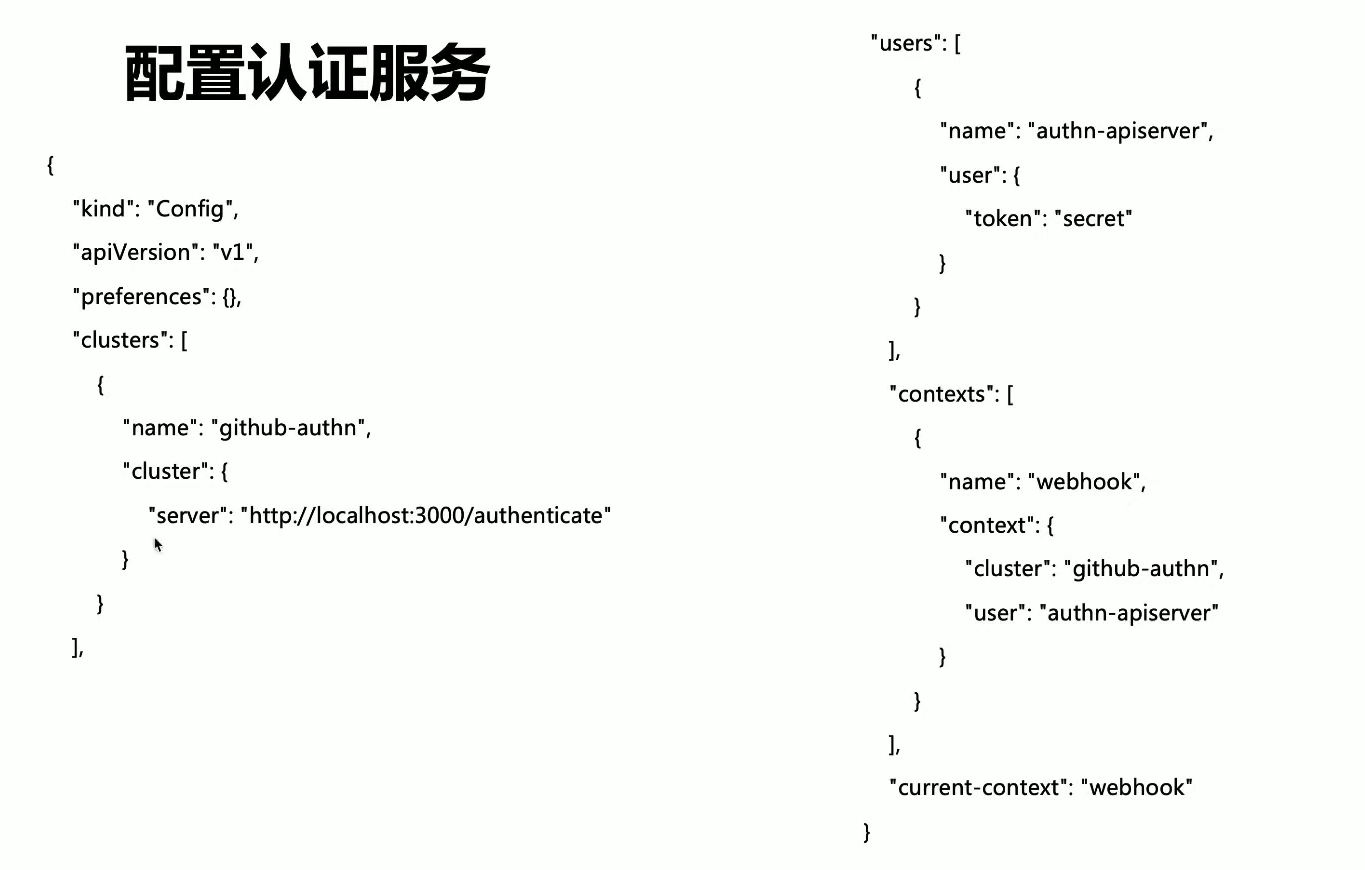 配置认证服务
{
"kind": "Config",
"apiVersion": "v1",
"preferences": {},
"clusters": [
{
"name": "github-authn",
"cluster": {
"server": "http://localhost:3000/authenticate"
}
}
],
"users": [
{
"name": "authn-apiserver",
"user": {
"token": "secret"
}
}
],
"contexts": [
{
"name": "webhook",
"context": {
"cluster": "github-authn",
"user": "authn-apiserver"
}
}
],
"current-context": "webhook"
}